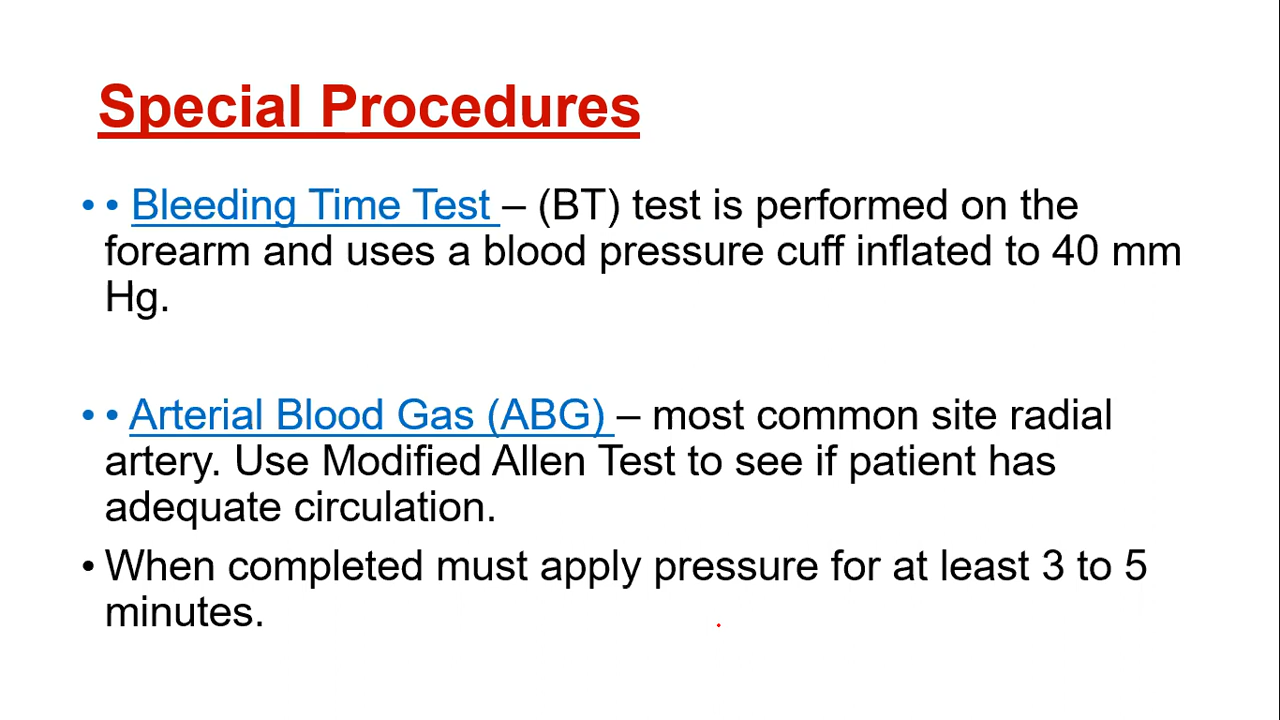 Special Procedures
• • Bleeding Time Test – (BT) test is performed on the
forearm and uses a blood pressure cuff inflated to 40 mm
Hg.
• • Arterial Blood Gas (ABG) – most common site radial
artery. Use Modified Allen Test to see if patient has
adequate circulation.
• When completed must apply pressure for at least 3 to 5
minutes.